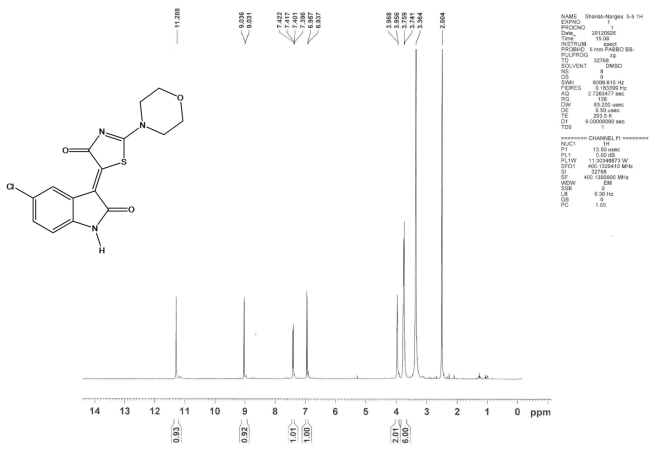 11.288
9.036
9.031
7.422
7.417
7.401
7.396
6.957
6.937
3.968
3.956
3.759
3.741
3.364
2.504
O
N
N
O
S
Cl
O
N
H
NAME Shariati-Narges 5-5 1H
EXPNO 1
PROCNO 1
Date_ 20120926
Time 15.08
INSTRUM spect
PROBHD 5 mm PABBO BB-
PULPROG zg
TD 32768
SOLVENT DMSO
NS 8
DS 0
SWH 6009.615 Hz
FIDRES 0.183399 Hz
AQ 2.7263477 sec
RG 128
DW 83.200 usec
DE 6.50 usec
TE 293.5 K
D1 6.00000000 sec
TD0 1
======== CHANNEL f1 ========
NUC1 1H
P1 13.50 usec
PL1 0.00 dB
PL1W 11.30346873 W
SFO1 400.1329410 MHz
SI 32768
SF 400.1300000 MHz
WDW EM
SSB 0
LB 0.30 Hz
GB 0
PC 1.00
14 13 12 11 10 9 8 7 6 5 4 3 2 1 0 ppm
0.93
0.92
1.01
1.00
2.01
6.00